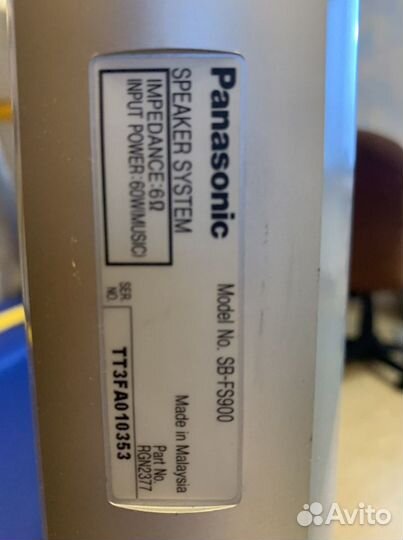 Panasonic
SPEAKER SYSTEM
IMPEDANCE:6Ω
INPUT POWER:60W(MUSIC)
Model No. SB-FS900
SER. NO.
TT3FA010353
Made in Malaysia
Part No.
RGN2377
Avito